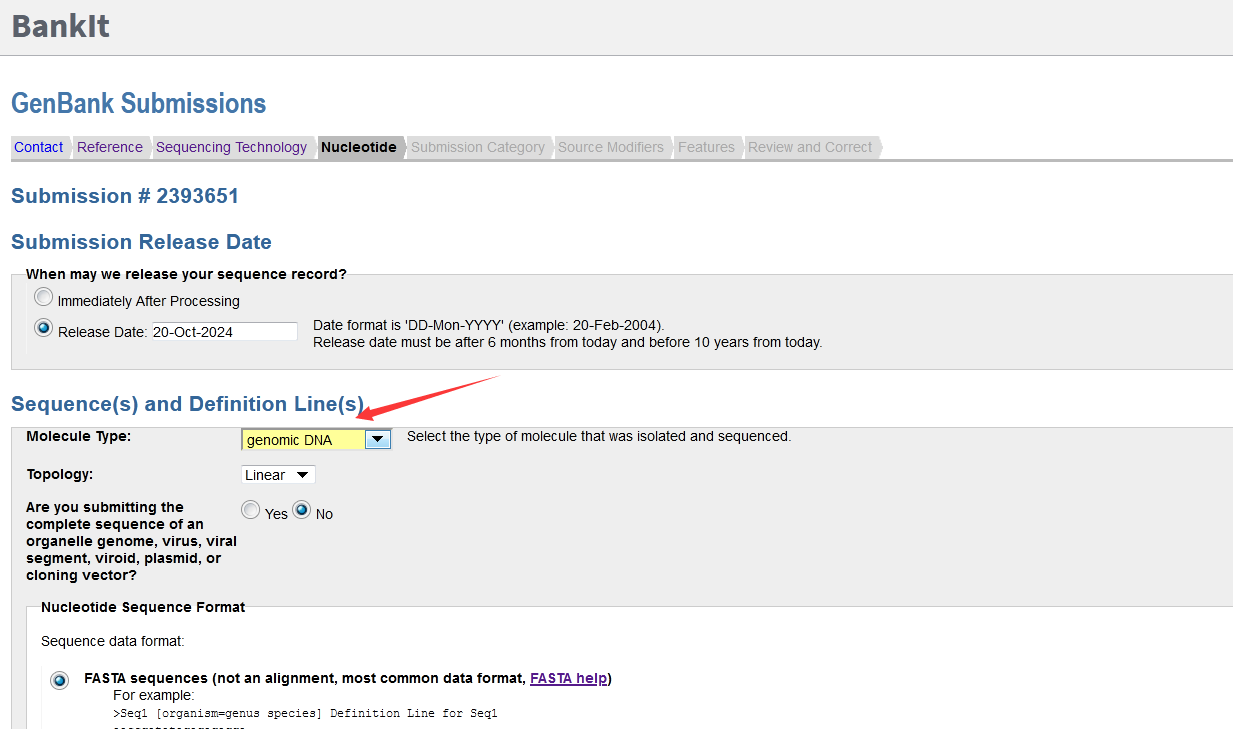 BankIt
GenBank Submissions
Contact Reference Sequencing Technology Nucleotide Submission Category Source Modifiers Features Review and Correct
Submission # 2393651
Submission Release Date
When may we release your sequence record?
Immediately After Processing
Release Date: 20-Oct-2024 Date format is 'DD-Mon-YYYY' (example: 20-Feb-2004).
Release date must be after 6 months from today and before 10 years from today.
Sequence(s) and Definition Line(s)
Molecule Type: genomic DNA Select the type of molecule that was isolated and sequenced.
Topology: Linear
Are you submitting the
complete sequence of an
organelle genome, virus, viral
segment, viroid, plasmid, or
cloning vector?
Yes No
Nucleotide Sequence Format
Sequence data format:
FASTA sequences (not an alignment, most common data format, FASTA help)
For example:
>Seq1 [organism=genus species] Definition Line for Seq1